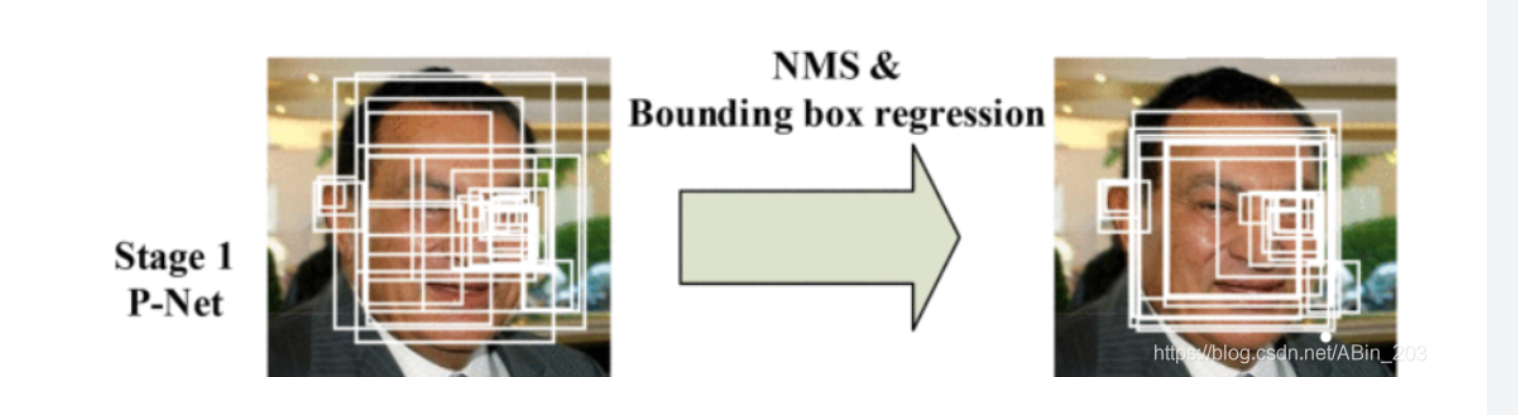 NMS &
Bounding box regression
Stage 1
P-Net
https://blog.csdn.net/ABin_203